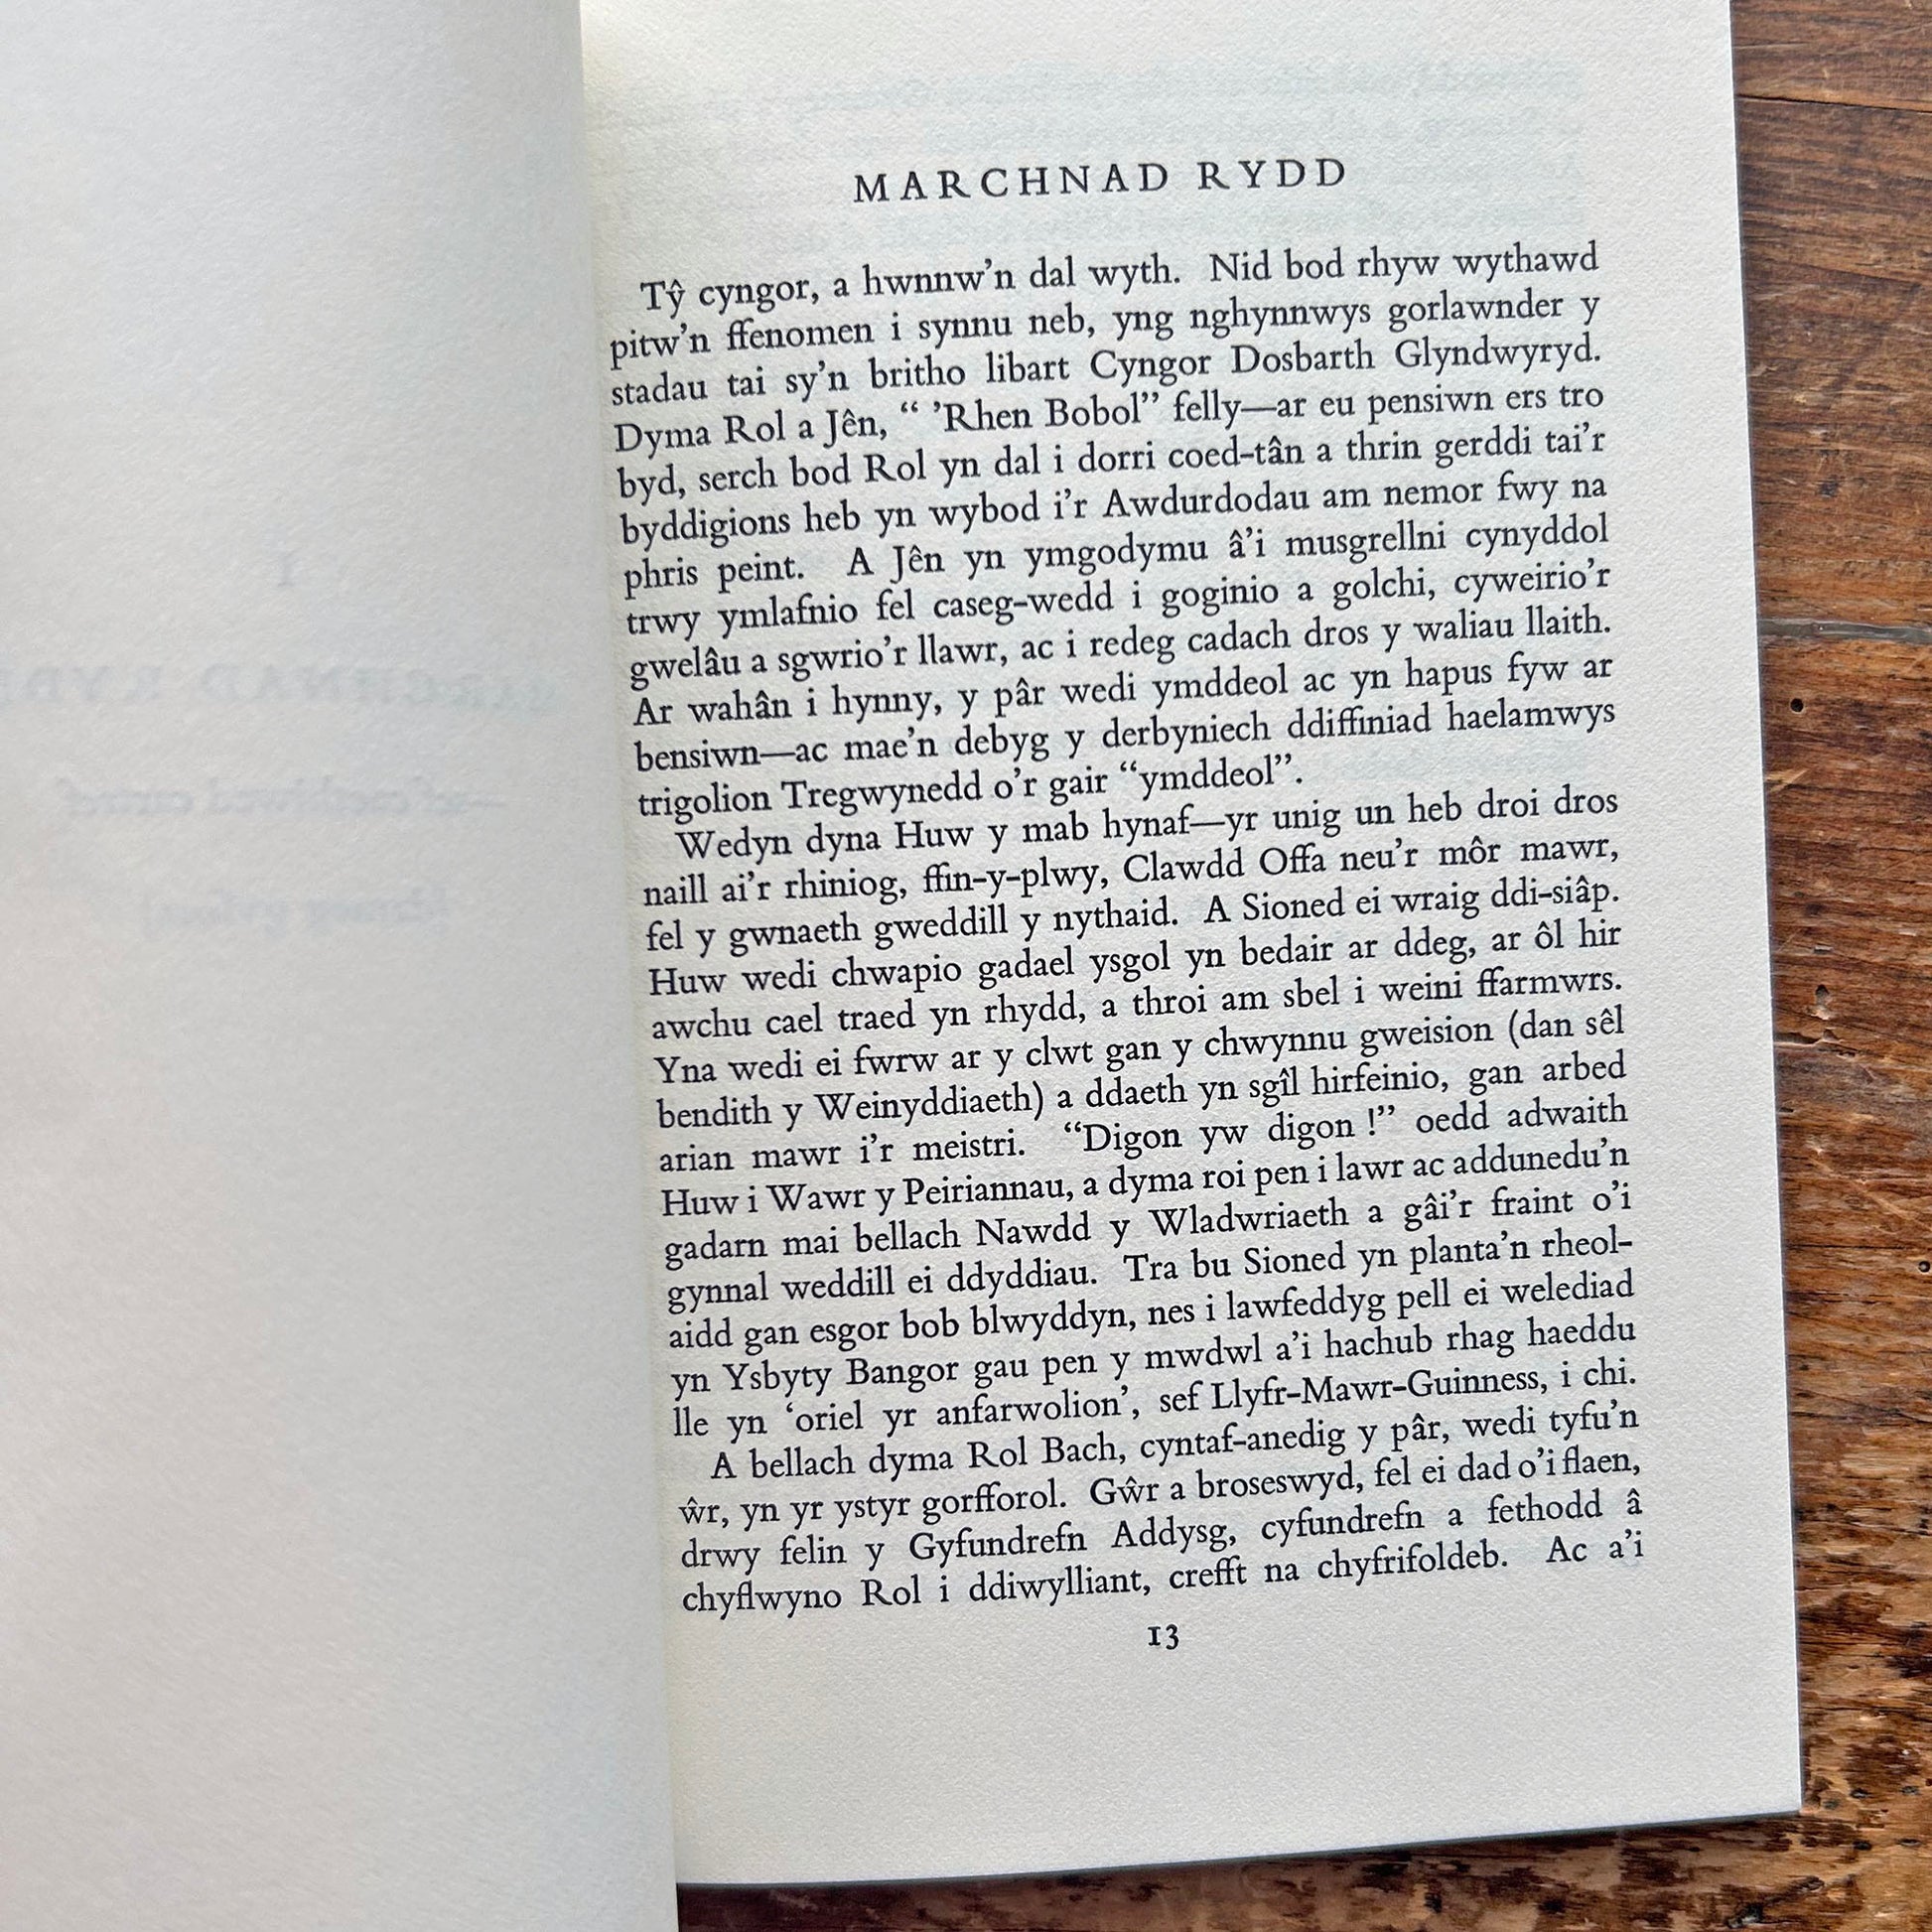 MARCHNAD RYDD
Tŷ cyngor, a hwnnw’n dal wyth. Nid bod rhyw wythawd
pitw’n ffenomen i synnu neb, yng nghynnwys gorlawnder y
stadau tai sy’n britho libart Cyngor Dosbarth Glyndwyryd.
Dyma Rol a Jên, “ ’Rhen Bobol” felly—ar eu pensiwn ers tro
byd, serch bod Rol yn dal i dorri coed-tân a thrin gerddi tai’r
byddigions heb yn wybod i’r Awdurdodau am nemor fwy na
phris peint. A Jên yn ymgodymu â’i musgrellni cynyddol
trwy ymlafnio fel caseg-wedd i goginio a golchi, cyweirio’r
gwelâu a sgwrio’r llawr, ac i redeg cadach dros y waliau llaith.
Ar wahân i hynny, y pâr wedi ymddeol ac yn hapus fyw ar
bensiwn—ac mae’n debyg y derbyniech ddiffiniad haelamwys
trigolion Tregwynedd o’r gair “ymddeol”.
Wedyn dyna Huw y mab hynaf—yr unig un heb droi dros
naill ai’r rhiniog, ffin-y-plwy, Clawdd Offa neu’r môr mawr,
fel y gwnaeth gweddill y nythaid. A Sioned ei wraig ddi-siâp.
Huw wedi chwapio gadael ysgol yn bedair ar ddeg, ar ôl hir
awchu cael traed yn rhydd, a throi am sbel i weini ffarmwrs.
Yna wedi ei fwrw ar y clwt gan y chwynnu gweision (dan sêl
bendith y Weinyddiaeth) a ddaeth yn sgîl hirfeinio, gan arbed
arian mawr i’r meistri. “Digon yw digon !” oedd adwaith
Huw i Wawr y Peiriannau, a dyma roi pen i lawr ac addunedu’n
gadarn mai bellach Nawdd y Wladwriaeth a gâi’r fraint o’i
gynnal weddill ei ddyddiau. Tra bu Sioned yn planta’n rheol-
aidd gan esgor bob blwyddyn, nes i lawfeddyg pell ei welediad
yn Ysbyty Bangor gau pen y mwdwl a’i hachub rhag haeddu
lle yn ‘oriel yr anfarwolion’, sef Llyfr-Mawr-Guinness, i chi.
A bellach dyma Rol Bach, cyntaf-anedig y pâr, wedi tyfu’n
ŵr, yn yr ystyr gorfforol. Gŵr a broseswyd, fel ei dad o’i flaen,
drwy felin y Gyfundrefn Addysg, cyfundrefn a fethodd â
chyflwyno Rol i ddiwylliant, crefft na chyfrifoldeb. Ac a’i
13